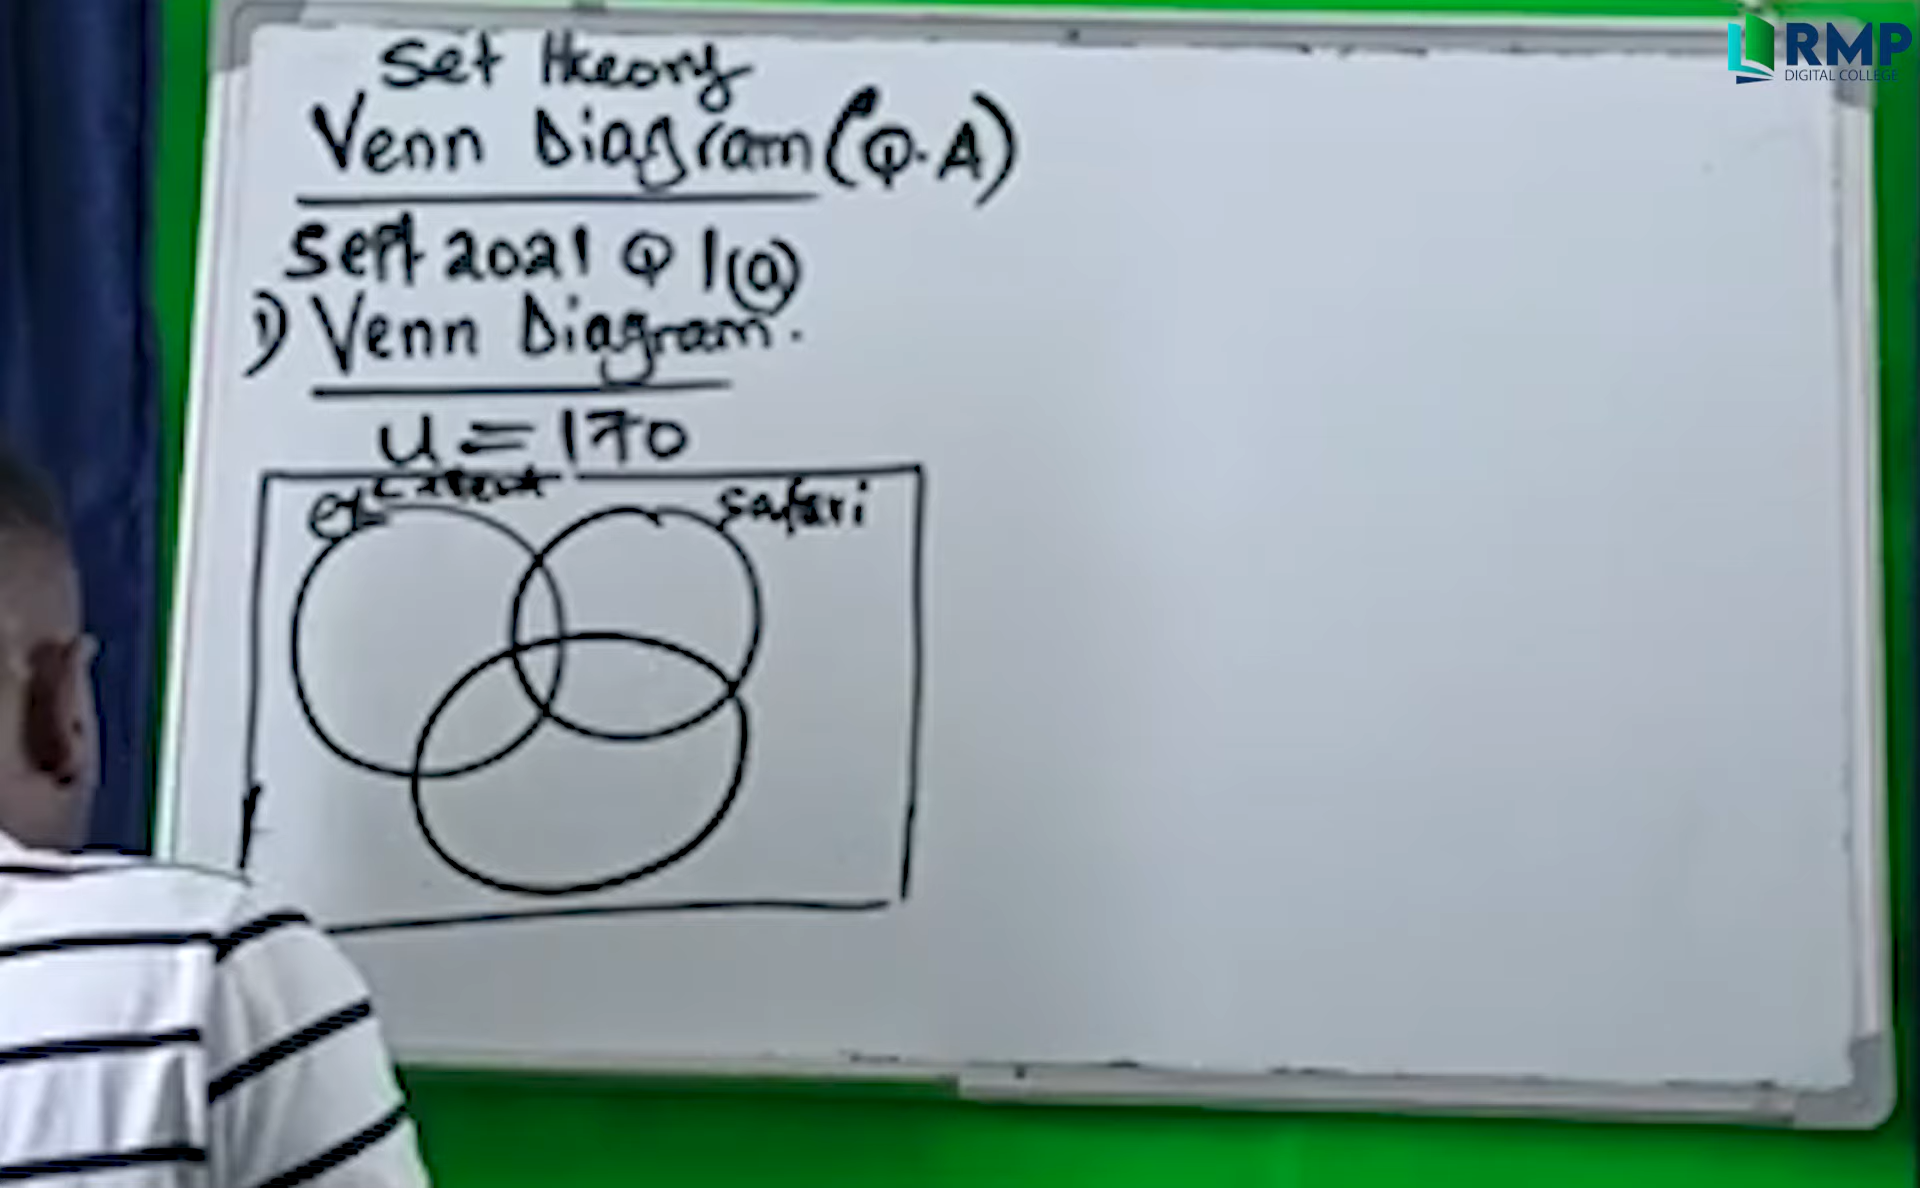 RMP
DIGITAL COLLEGE
Set theory
Venn Diagram (Q.A)
Sept 2021 Q 1(a)
1) Venn Diagram.
U = 170
safari